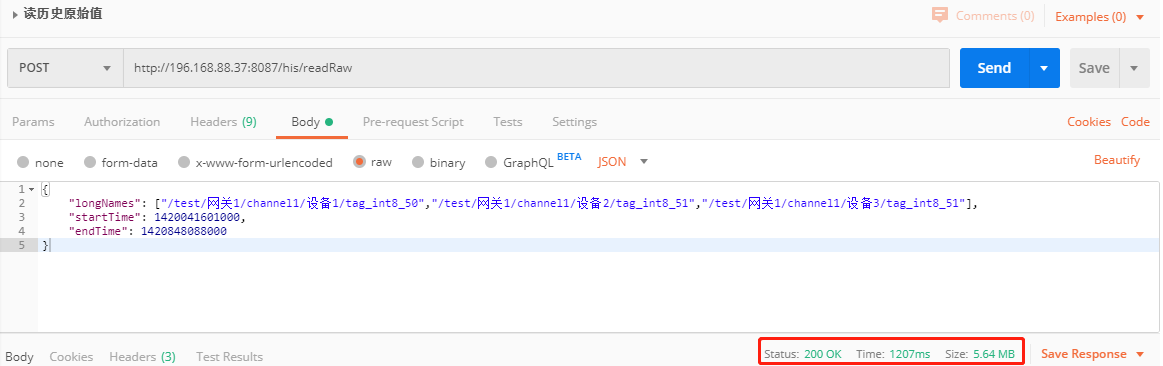 读历史原始值
Comments (0) Examples (0)
POST http://196.168.88.37:8087/his/readRaw Send Save
Params Authorization Headers (9) Body Pre-request Script Tests Settings Cookies Code
none form-data x-www-form-urlencoded raw binary GraphQL BETA JSON Beautify
1 {
2 "longNames": ["/test/网关1/channel1/设备1/tag_int8_50","/test/网关1/channel1/设备2/tag_int8_51","/test/网关1/channel1/设备3/tag_int8_51"],
3 "startTime": 1420041601000,
4 "endTime": 1420848088000
5 }
Body Cookies Headers (3) Test Results Status: 200 OK Time: 1207ms Size: 5.64 MB Save Response